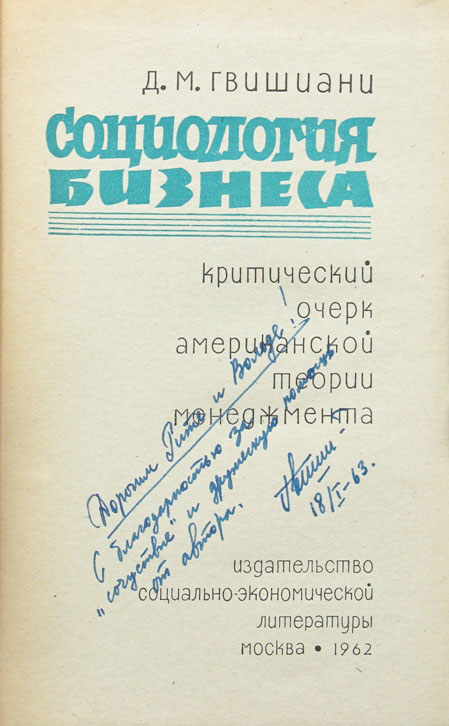 Д. М. ГВИШИАНИ
СОЦИОЛОГИЯ
БИЗНЕСА
КРИТИЧЕСКИЙ
ОЧЕРК
АМЕРИКАНСКОЙ
ТЕОРИИ
МЕНЕДЖМЕНТА
Дорогим Рите и Володе!
С благодарностью за
"сочуствие" и дружескую помощь
от автора.
18/I-63.
ИЗДАТЕЛЬСТВО
СОЦИАЛЬНО-ЭКОНОМИЧЕСКОЙ
ЛИТЕРАТУРЫ
МОСКВА • 1962